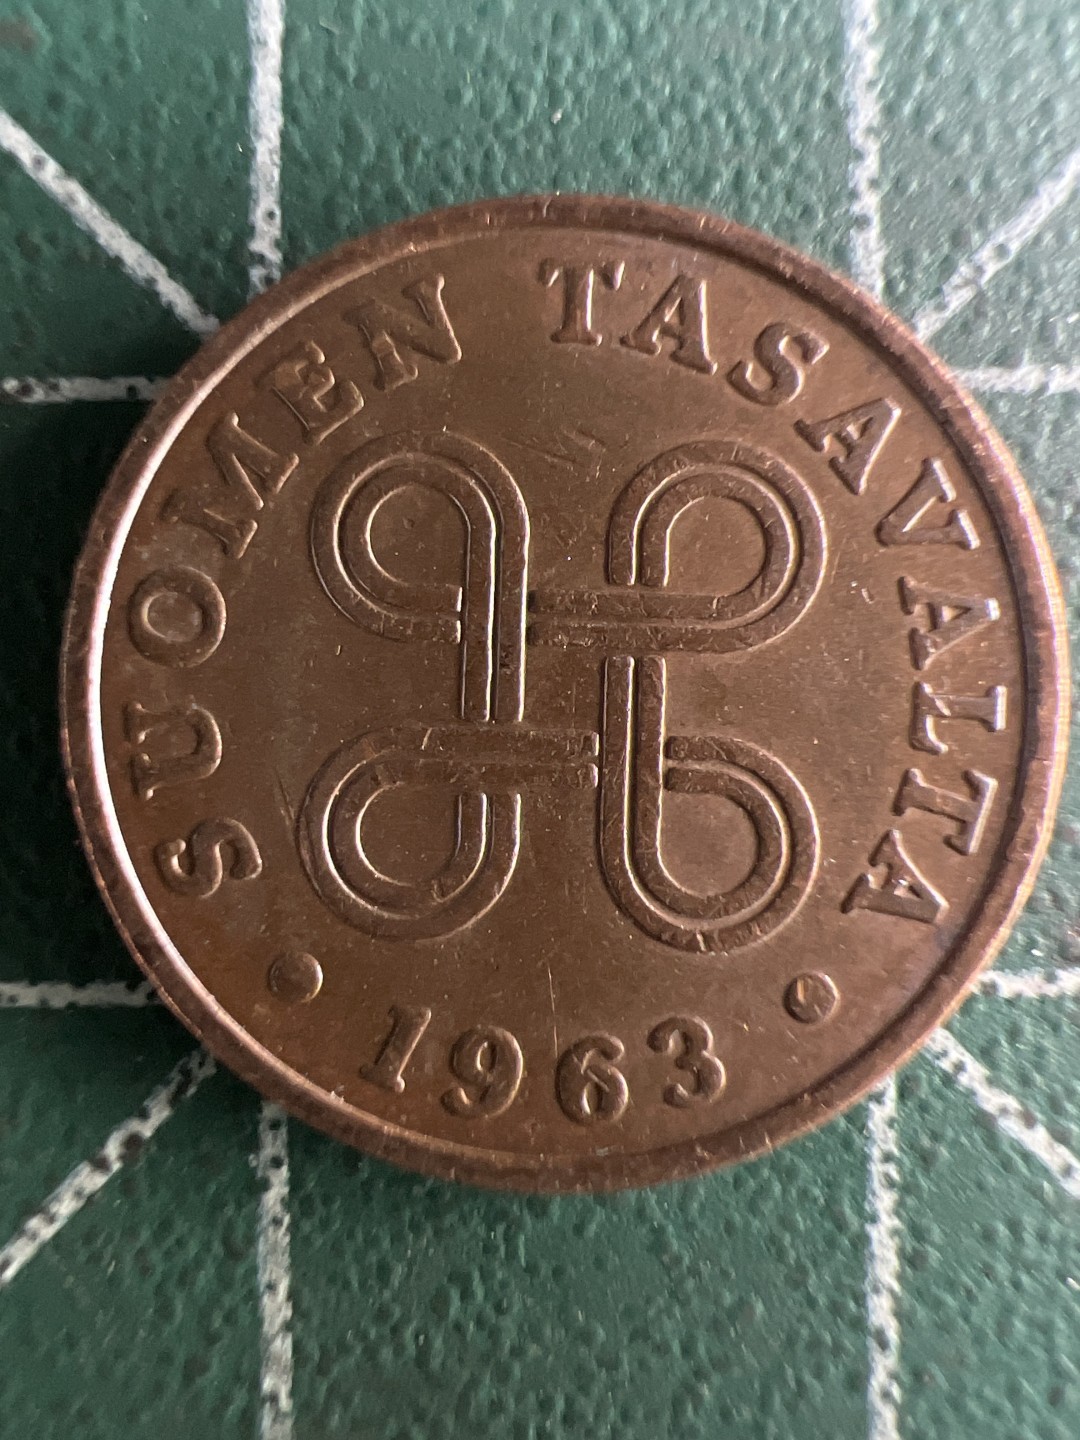 SUOMEN TASAVALTA
• 1963 •